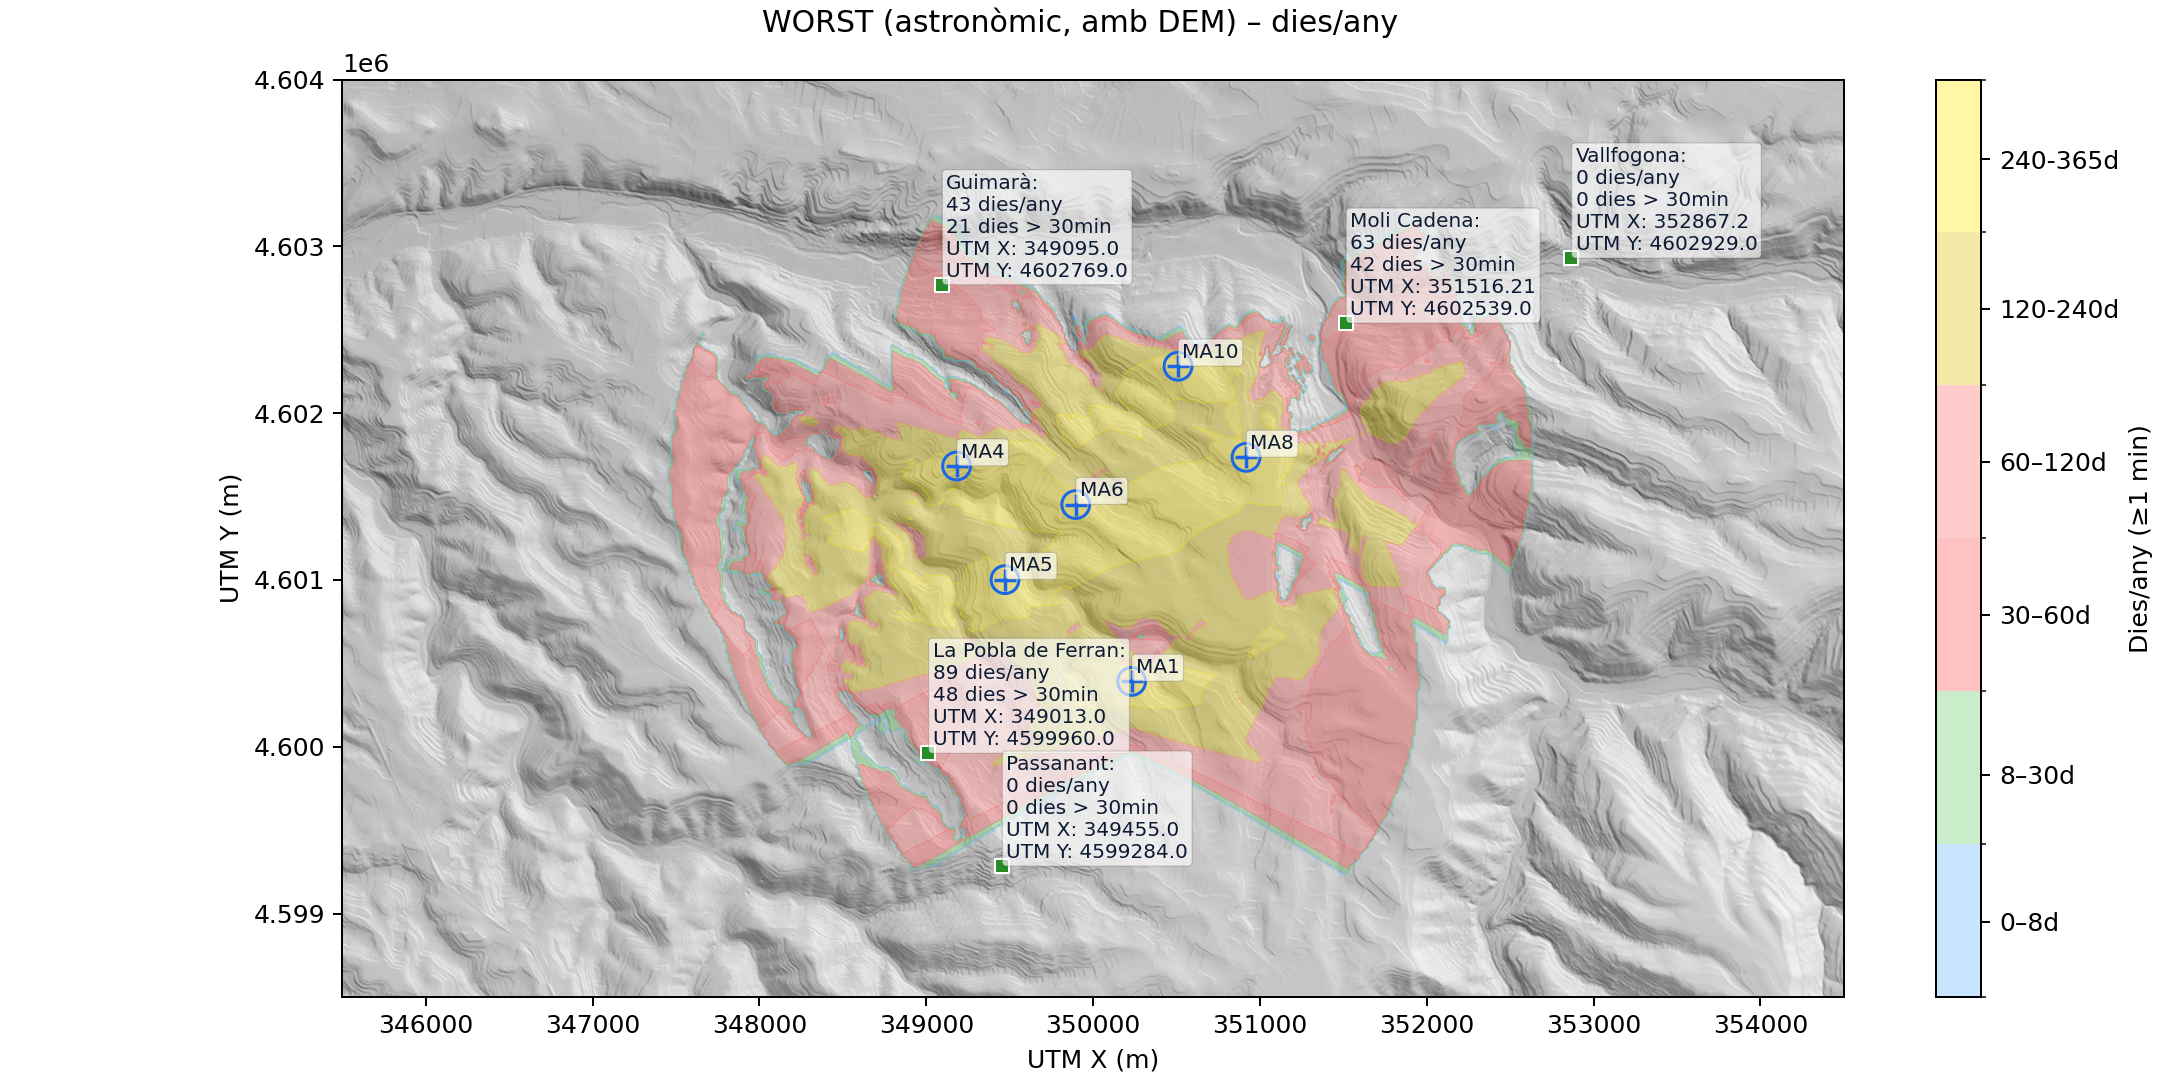 WORST (astronòmic, amb DEM) – dies/any
1e6
4.604
4.603
4.602
4.601
4.600
4.599
UTM Y (m)
346000
347000
348000
349000
350000
351000
352000
353000
354000
UTM X (m)
Vallfogona:
0 dies/any
0 dies > 30min
UTM X: 352867.2
UTM Y: 4602929.0
Guimarà:
43 dies/any
21 dies > 30min
UTM X: 349095.0
UTM Y: 4602769.0
Moli Cadena:
63 dies/any
42 dies > 30min
UTM X: 351516.21
UTM Y: 4602539.0
MA10
MA8
MA4
MA6
MA5
MA1
La Pobla de Ferran:
89 dies/any
48 dies > 30min
UTM X: 349013.0
UTM Y: 4599960.0
Passanant:
0 dies/any
0 dies > 30min
UTM X: 349455.0
UTM Y: 4599284.0
240-365d
120-240d
60–120d
30–60d
8–30d
0–8d
Dies/any (≥1 min)